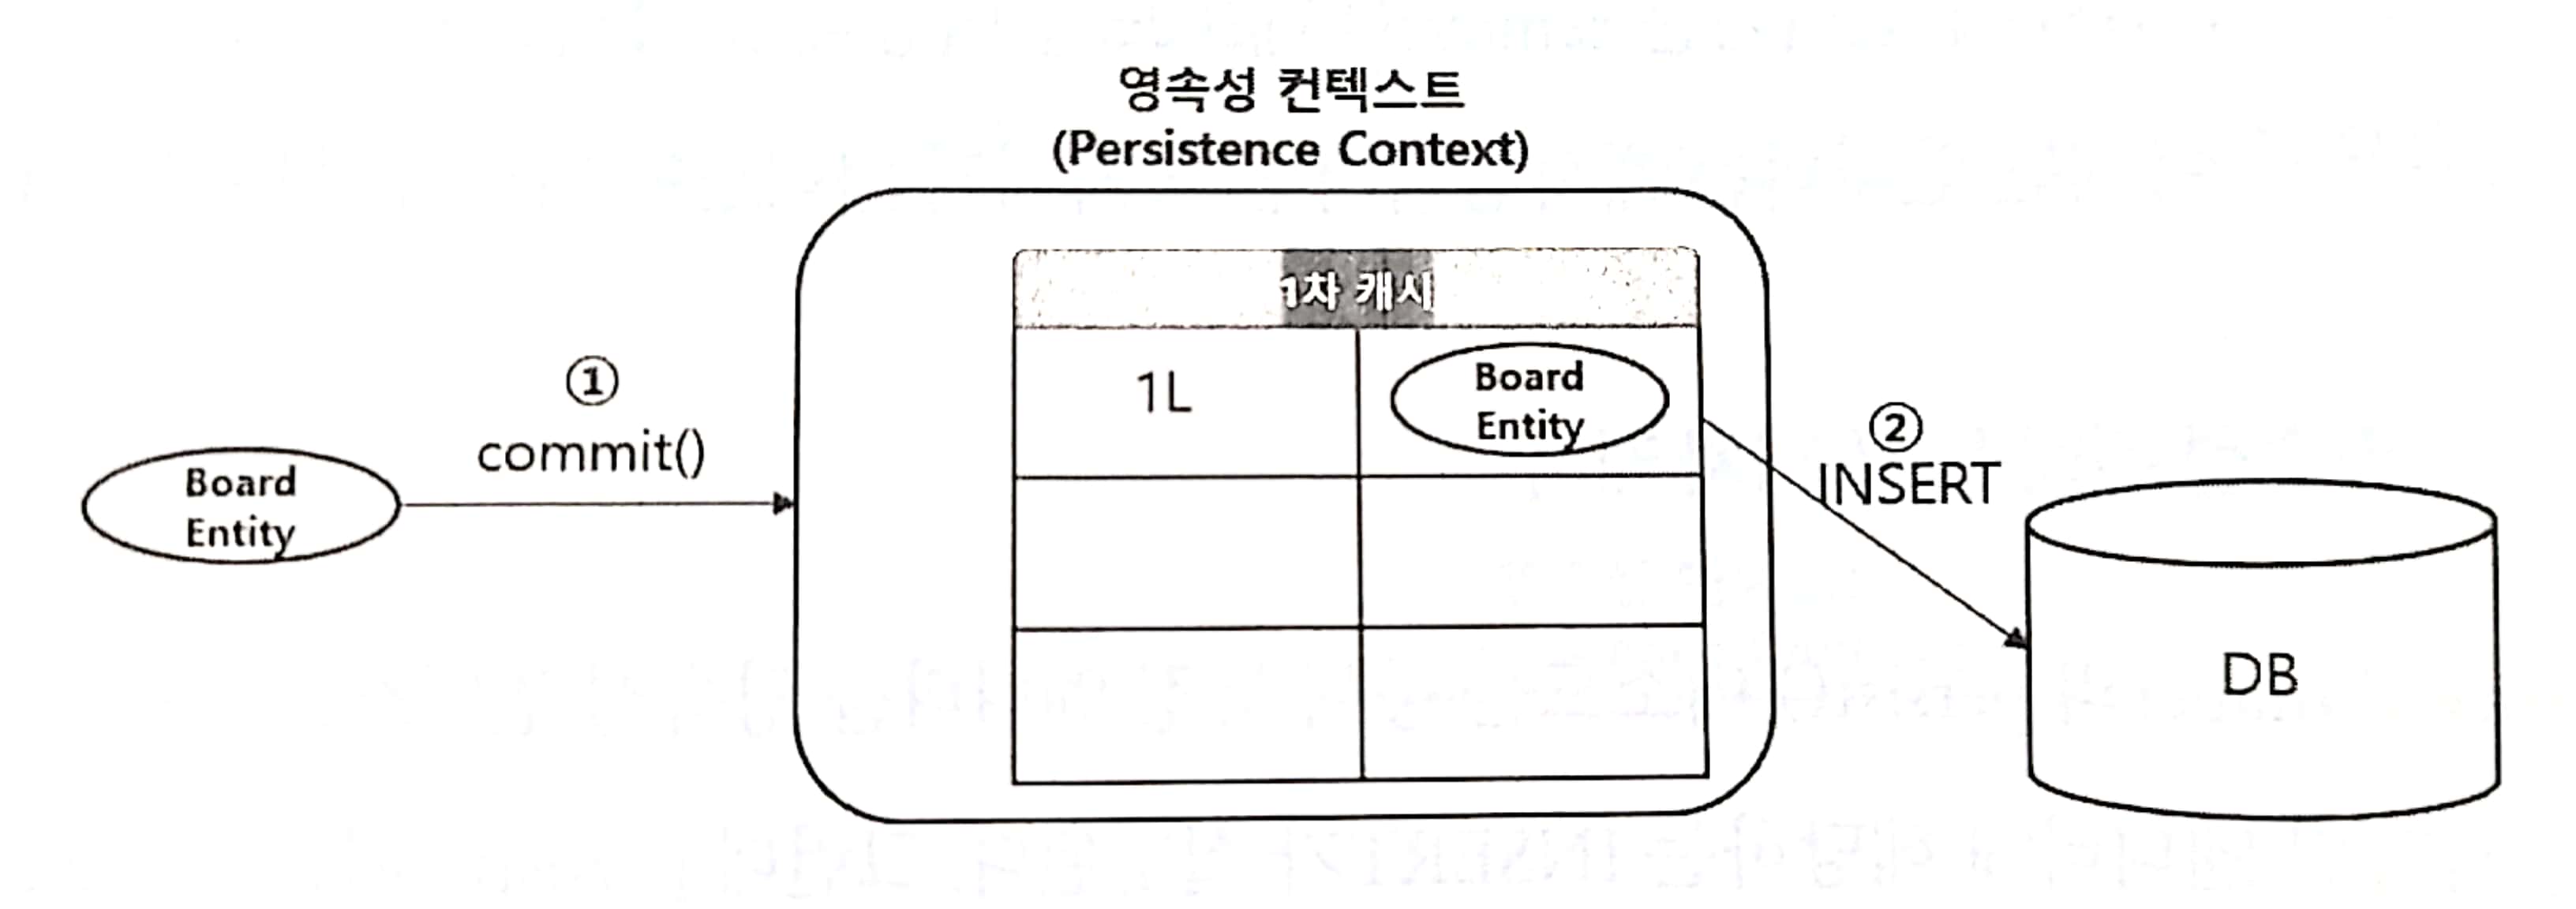 영속성 컨텍스트
(Persistence Context)
1차 캐시
①
commit()
Board
Entity
1L
Board
Entity
②
INSERT
DB